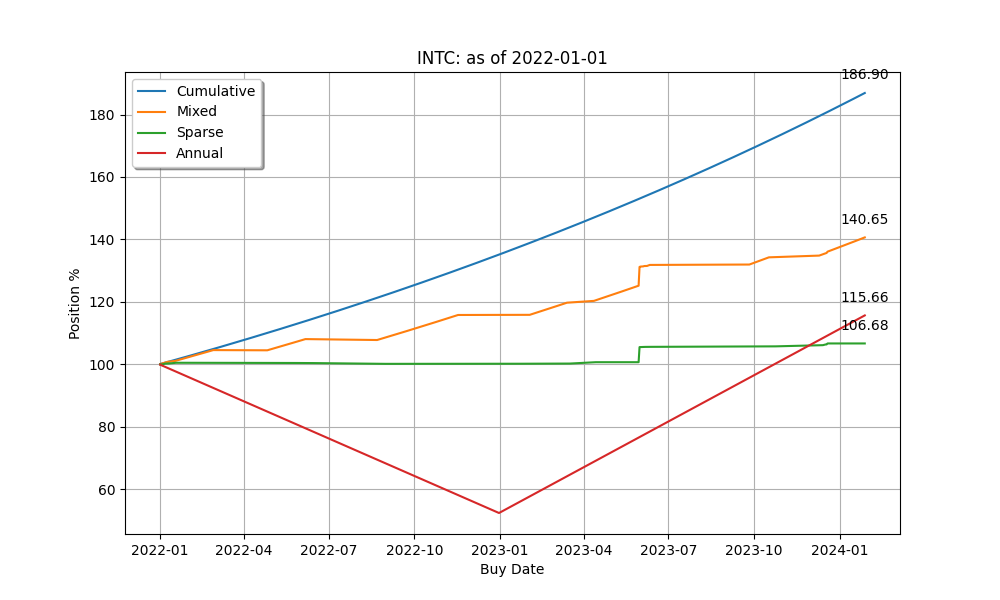 INTC: as of 2022-01-01
186.90
Cumulative
Mixed
Sparse
Annual
180
160
140
120
100
80
60
140.65
115.66
106.68
Position %
2022-01
2022-04
2022-07
2022-10
2023-01
2023-04
2023-07
2023-10
2024-01
Buy Date